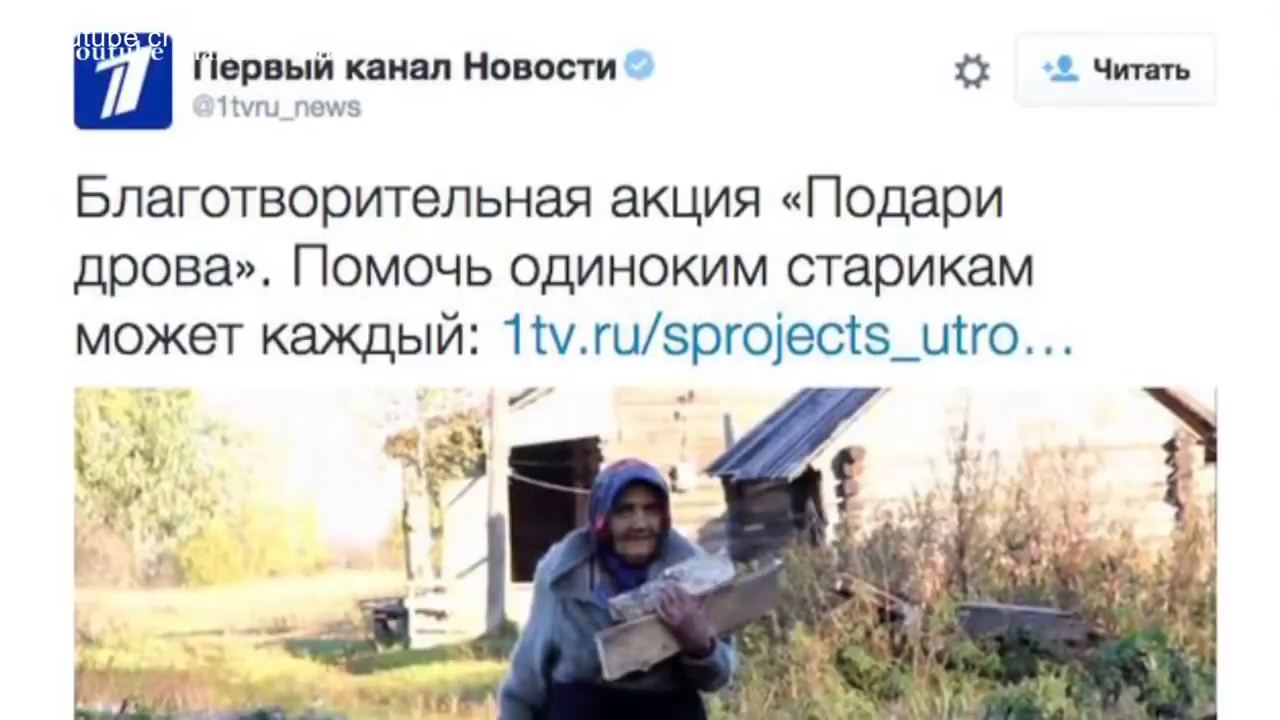 Первый канал Новости
@1tvru_news
Читать
Благотворительная акция «Подари
дрова». Помочь одиноким старикам
может каждый: 1tv.ru/sprojects_utro...